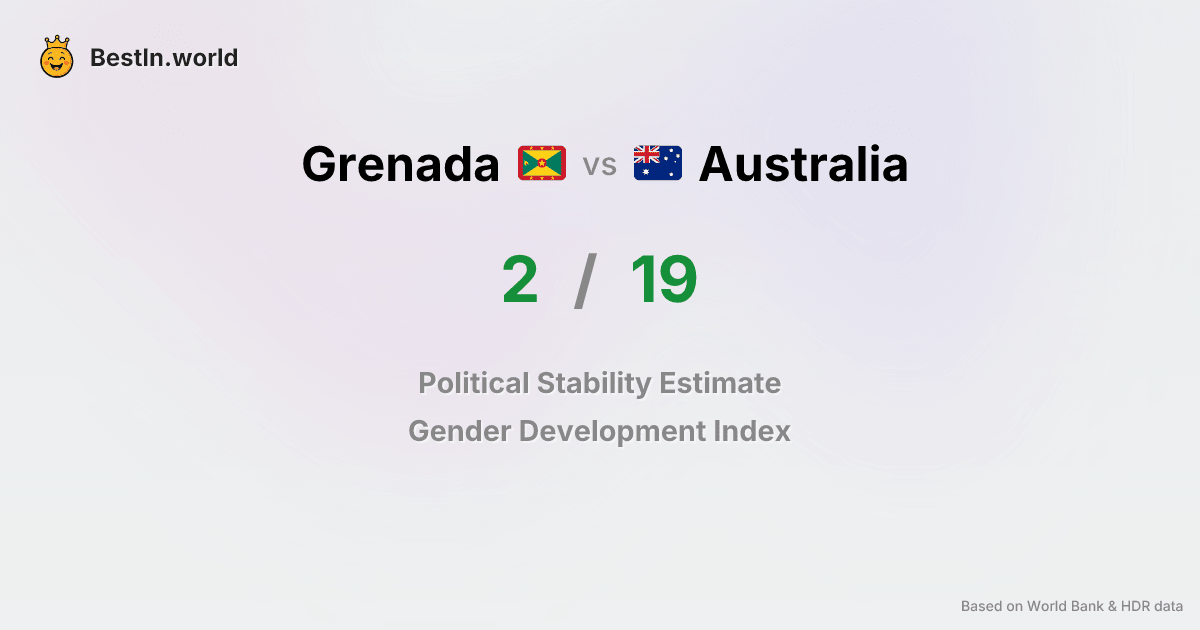 BestIn.world
Grenada vs Australia
2 / 19
Political Stability Estimate
Gender Development Index
Based on World Bank & HDR data